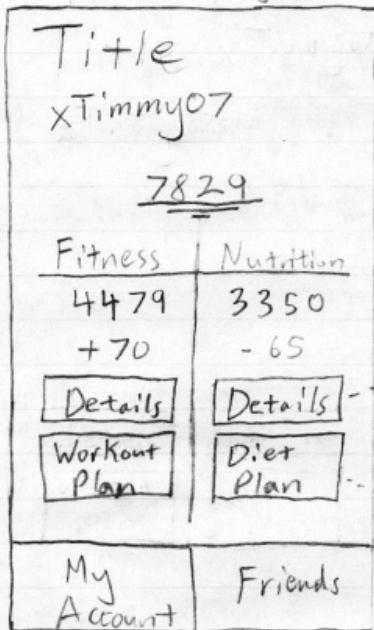 Title
xTimmy07
7829
Fitness Nutrition
4479 3350
+70 - 65
Details Details
Workout Diet
Plan Plan
My Friends
Account